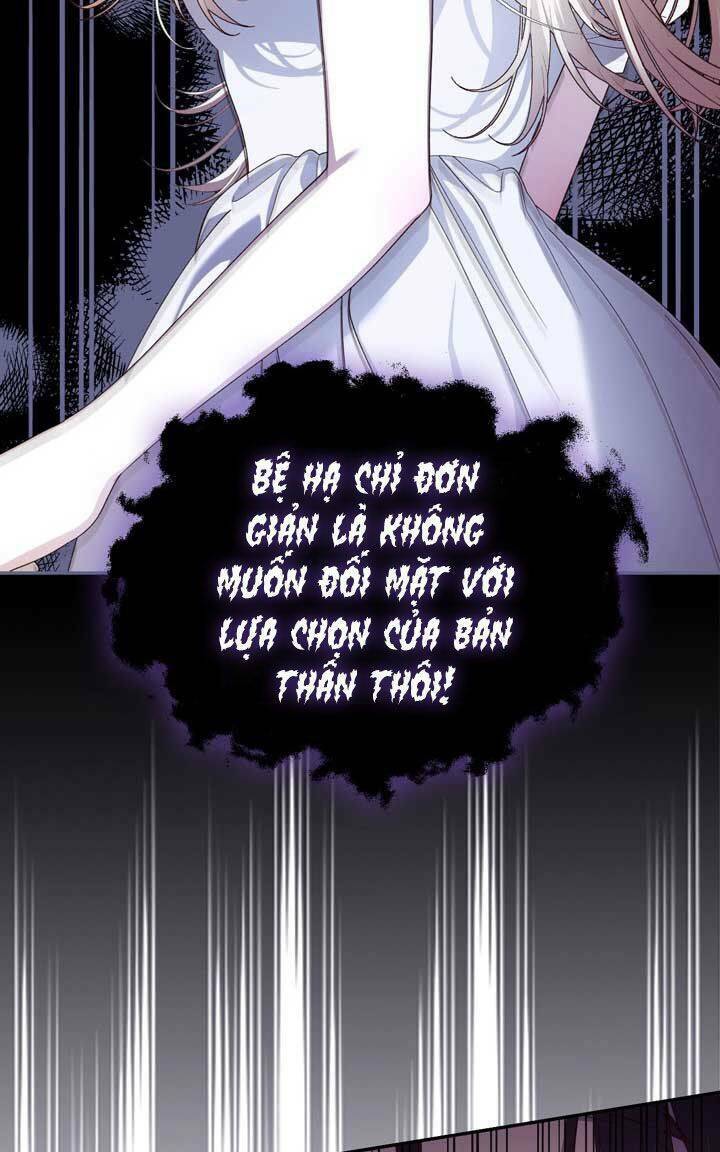 BỆ HẠ CHỈ ĐƠN
GIẢN LÀ KHÔNG
MUỐN ĐỐI MẶT VỚI
LỰA CHỌN CỦA BẢN
THÂN THÔI!